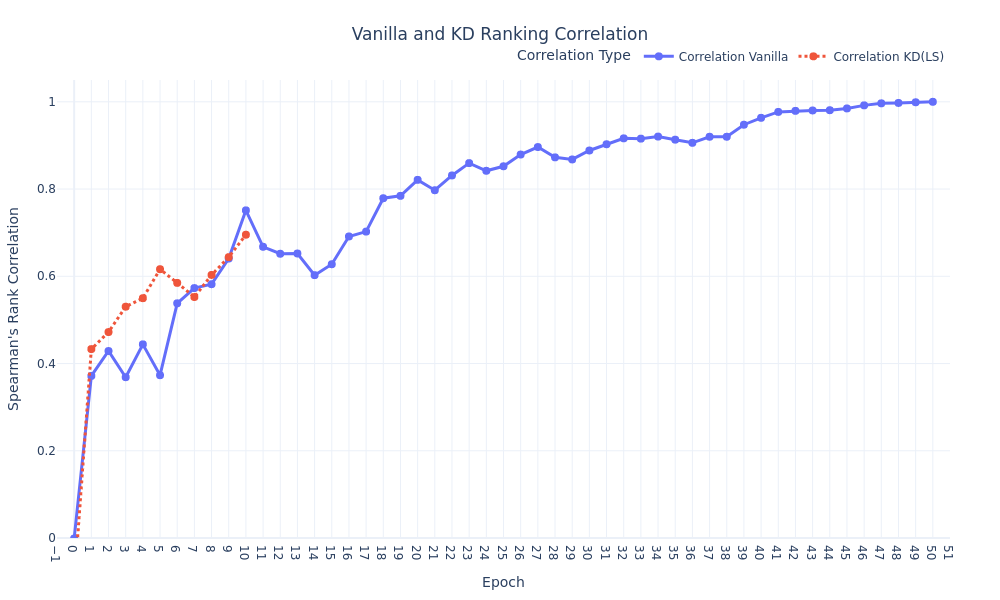 Vanilla and KD Ranking Correlation
Correlation Type Correlation Vanilla Correlation KD(LS)
Spearman's Rank Correlation
1
0.8
0.6
0.4
0.2
0
−1 0 1 2 3 4 5 6 7 8 9 10 11 12 13 14 15 16 17 18 19 20 21 22 23 24 25 26 27 28 29 30 31 32 33 34 35 36 37 38 39 40 41 42 43 44 45 46 47 48 49 50 51
Epoch